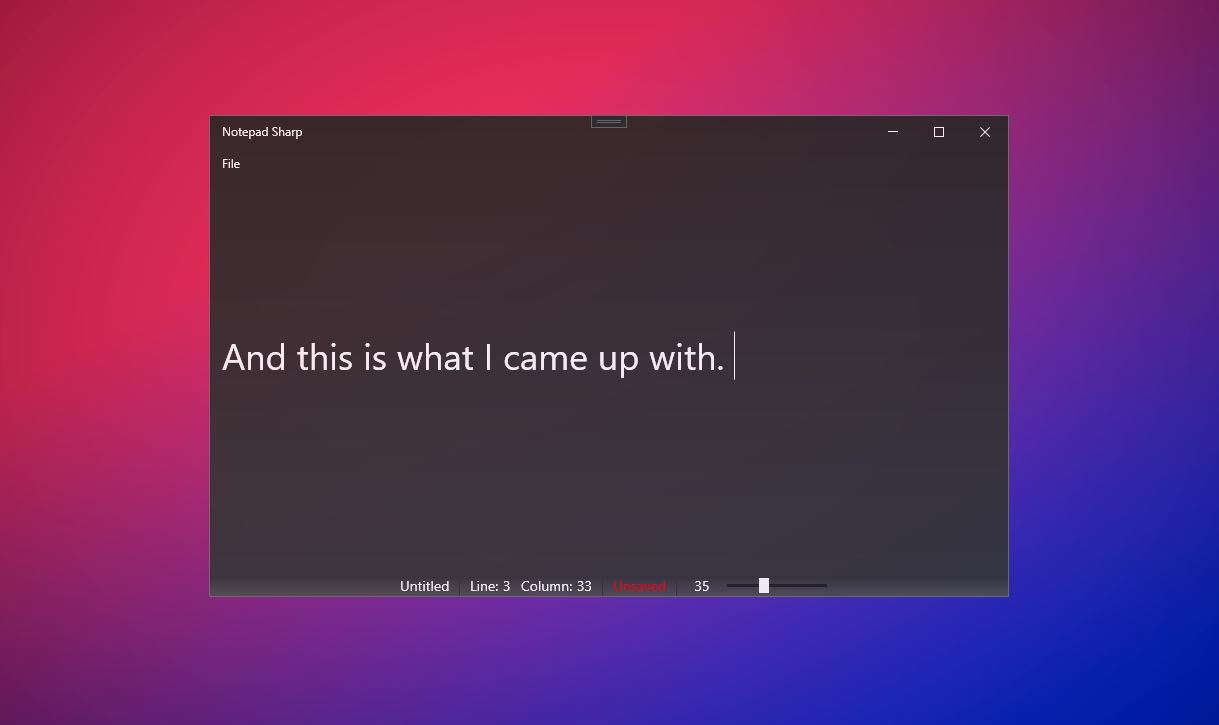 Notepad Sharp
File
And this is what I came up with.
Untitled Line: 3 Column: 33 Unsaved 35